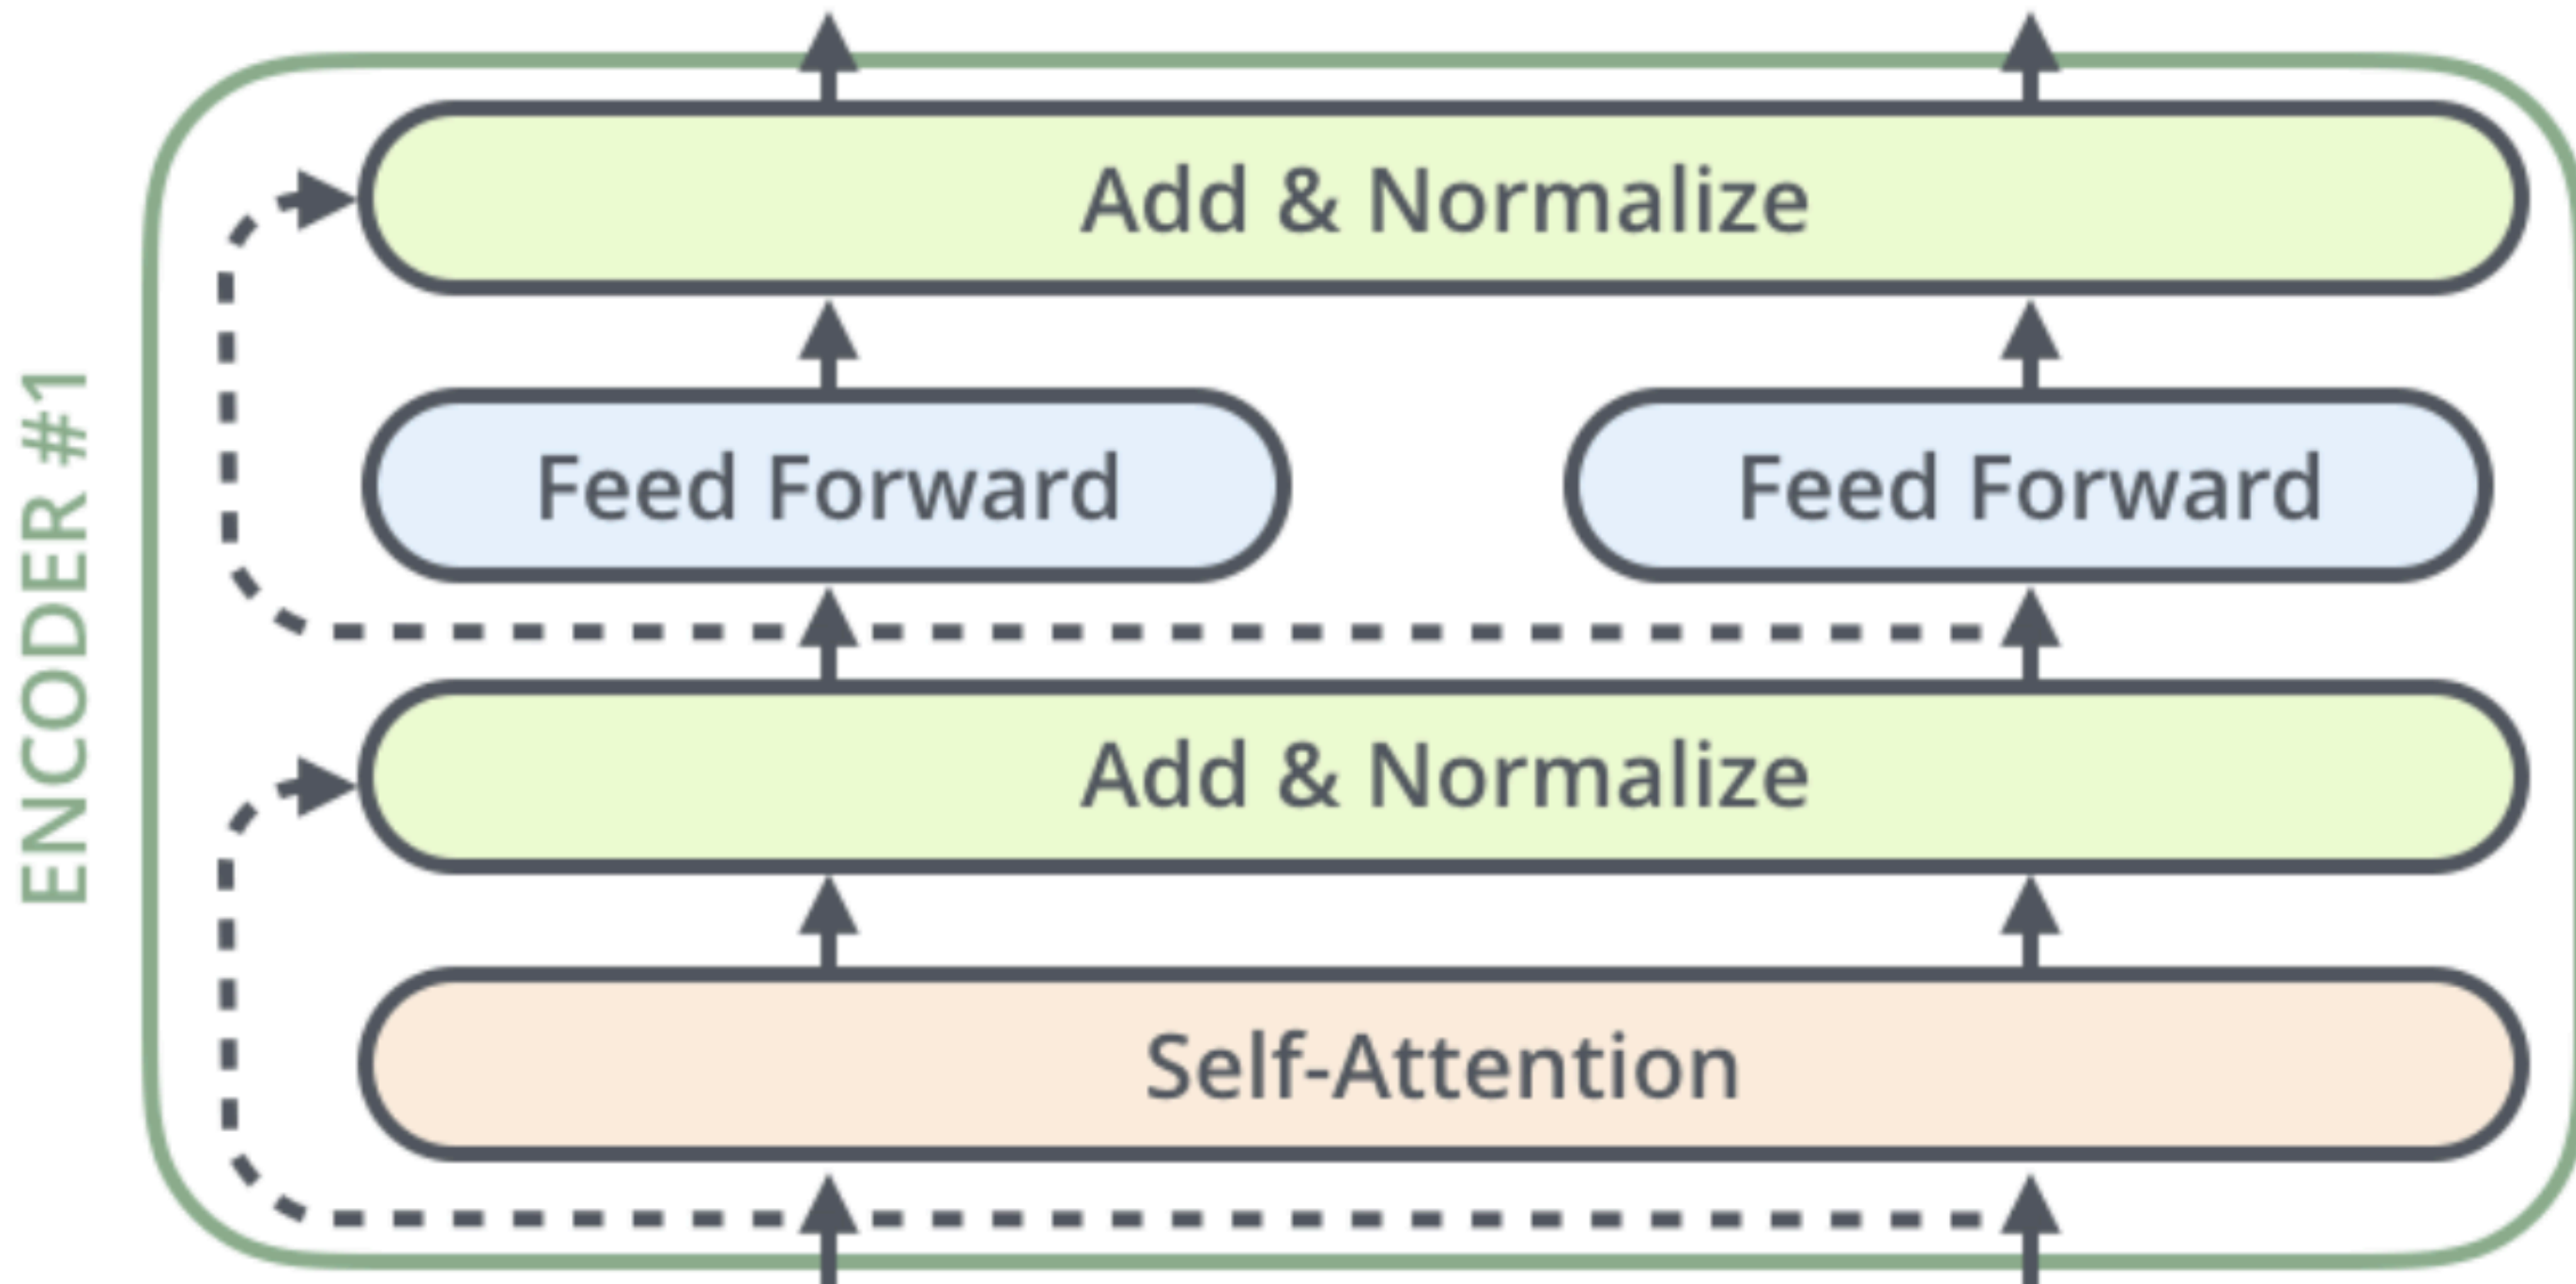 ENCODER #1
Add & Normalize
Feed Forward
Feed Forward
Add & Normalize
Self-Attention